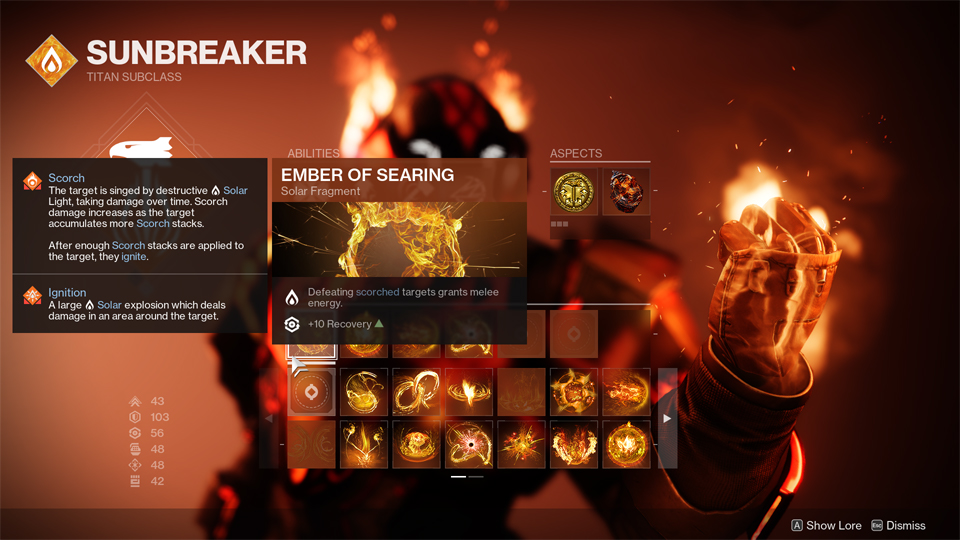 SUNBREAKER
TITAN SUBCLASS
ABILITIES
ASPECTS
Scorch
The target is singed by destructive Solar
Light, taking damage over time. Scorch
damage increases as the target
accumulates more Scorch stacks.
After enough Scorch stacks are applied to
the target, they ignite.
Ignition
A large Solar explosion which deals
damage in an area around the target.
EMBER OF SEARING
Solar Fragment
Defeating scorched targets grants melee
energy.
+10 Recovery
43
103
56
48
48
42
A Show Lore
Esc Dismiss